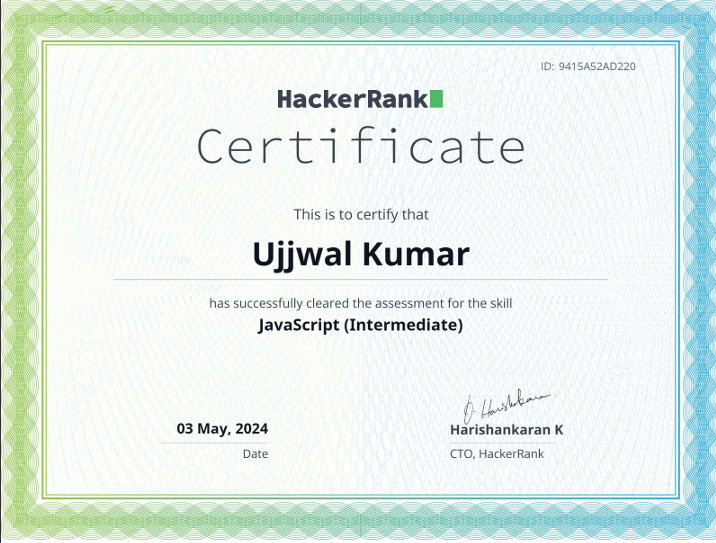 ID: 9415A52AD220
HackerRank
Certificate
This is to certify that
Ujjwal Kumar
has successfully cleared the assessment for the skill
JavaScript (Intermediate)
03 May, 2024
Date
Harishankaran K
CTO, HackerRank